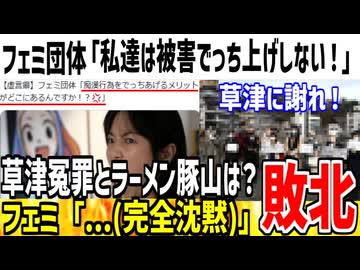 フェミ団体「私達は被害でっち上げしない！」
【虚言癖】フェミ団体「痴漢行為をでっちあげるメリット
がどこにあるんですか！？💢」
草津に謝れ！
草津冤罪とラーメン豚山は？
フェミ「…(完全沈黙)」
敗北